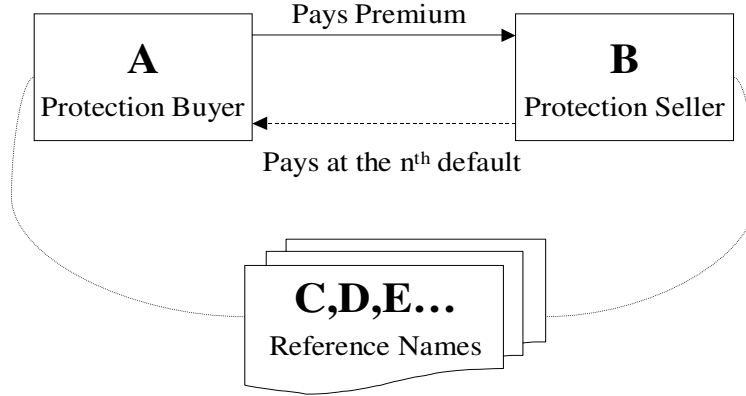 Pays Premium
A
Protection Buyer
B
Protection Seller
Pays at the nth default
C,D,E...
Reference Names